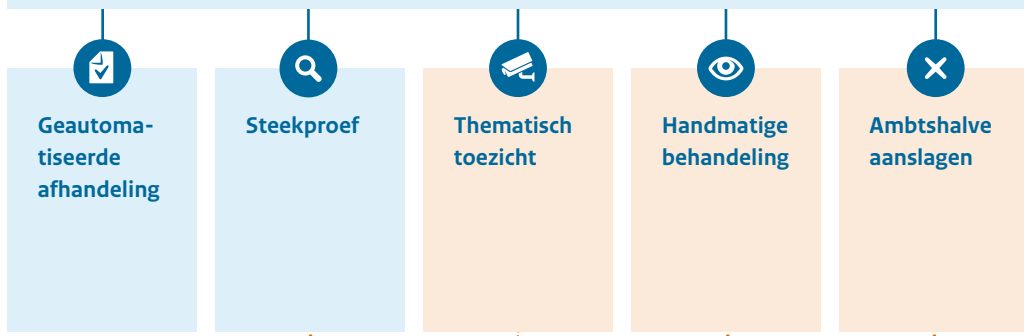 Geautoma-
tiseerde
afhandeling
Steekproef
Thematisch
toezicht
Handmatige
behandeling
Ambtshalve
aanslagen